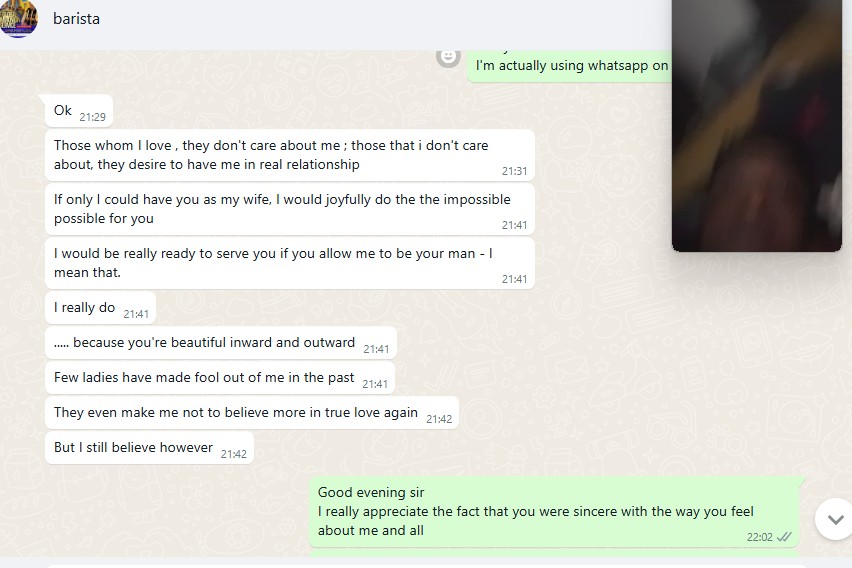 barista
I'm actually using whatsapp on
Ok 21:29
Those whom I love , they don't care about me ; those that i don't care
about, they desire to have me in real relationship
21:31
If only I could have you as my wife, I would joyfully do the the impossible
possible for you
21:41
I would be really ready to serve you if you allow me to be your man - I
mean that.
21:41
I really do 21:41
..... because you're beautiful inward and outward 21:41
Few ladies have made fool out of me in the past 21:41
They even make me not to believe more in true love again 21:42
But I still believe however 21:42
Good evening sir
I really appreciate the fact that you were sincere with the way you feel
about me and all
22:02